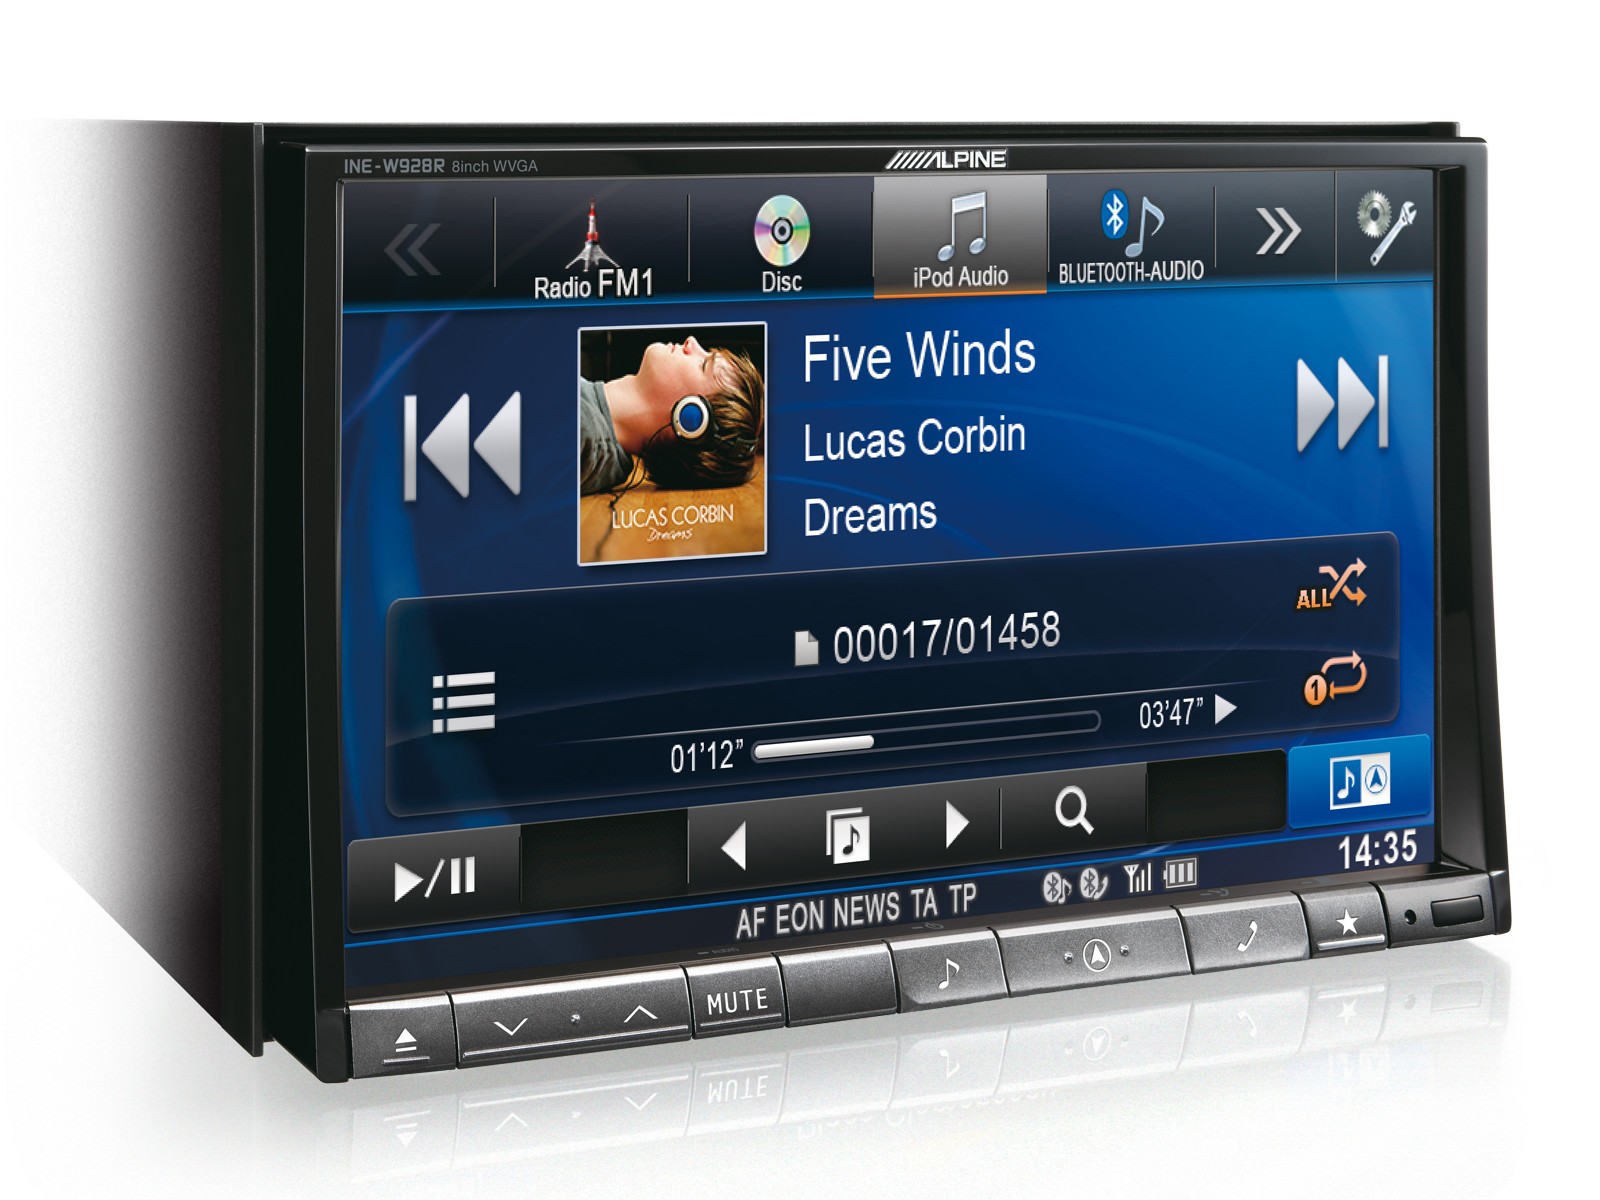 INE-W928R 8inch WVGA
ALPINE
Radio FM1
Disc
iPod Audio
BLUETOOTH-AUDIO
Five Winds
Lucas Corbin
Dreams
LUCAS CORBIN
Dreams
ALL
00017/01458
1
01'12"
03'47"
14:35
AF EON NEWS TA TP
MUTE